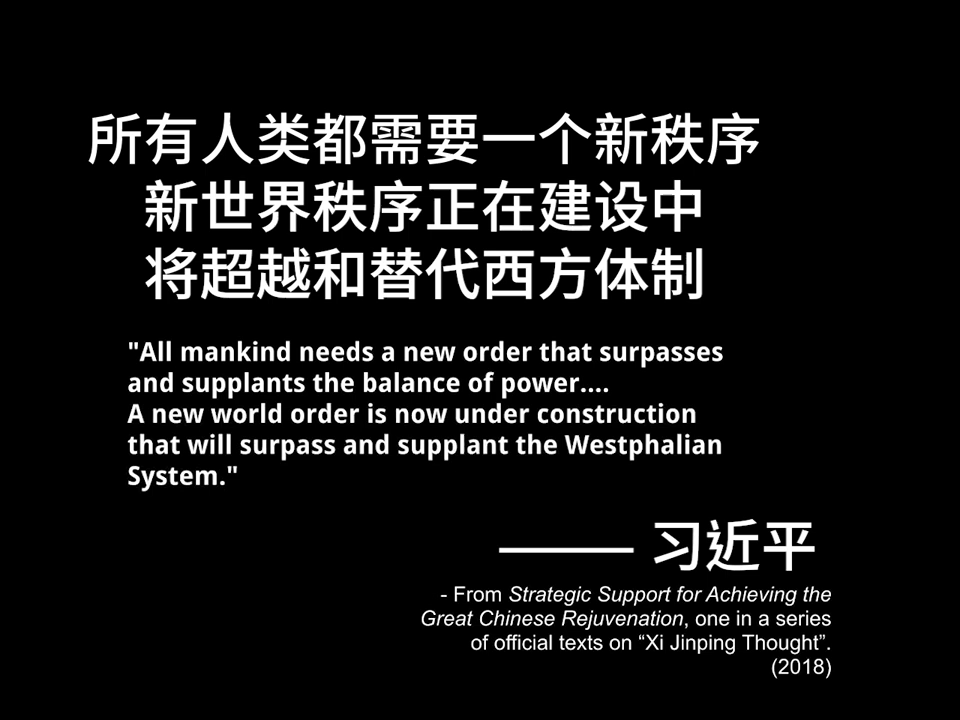 所有人类都需要一个新秩序
新世界秩序正在建设中
将超越和替代西方体制
"All mankind needs a new order that surpasses
and supplants the balance of power....
A new world order is now under construction
that will surpass and supplant the Westphalian
System."
—— 习近平
- From Strategic Support for Achieving the
Great Chinese Rejuvenation, one in a series
of official texts on “Xi Jinping Thought”.
(2018)